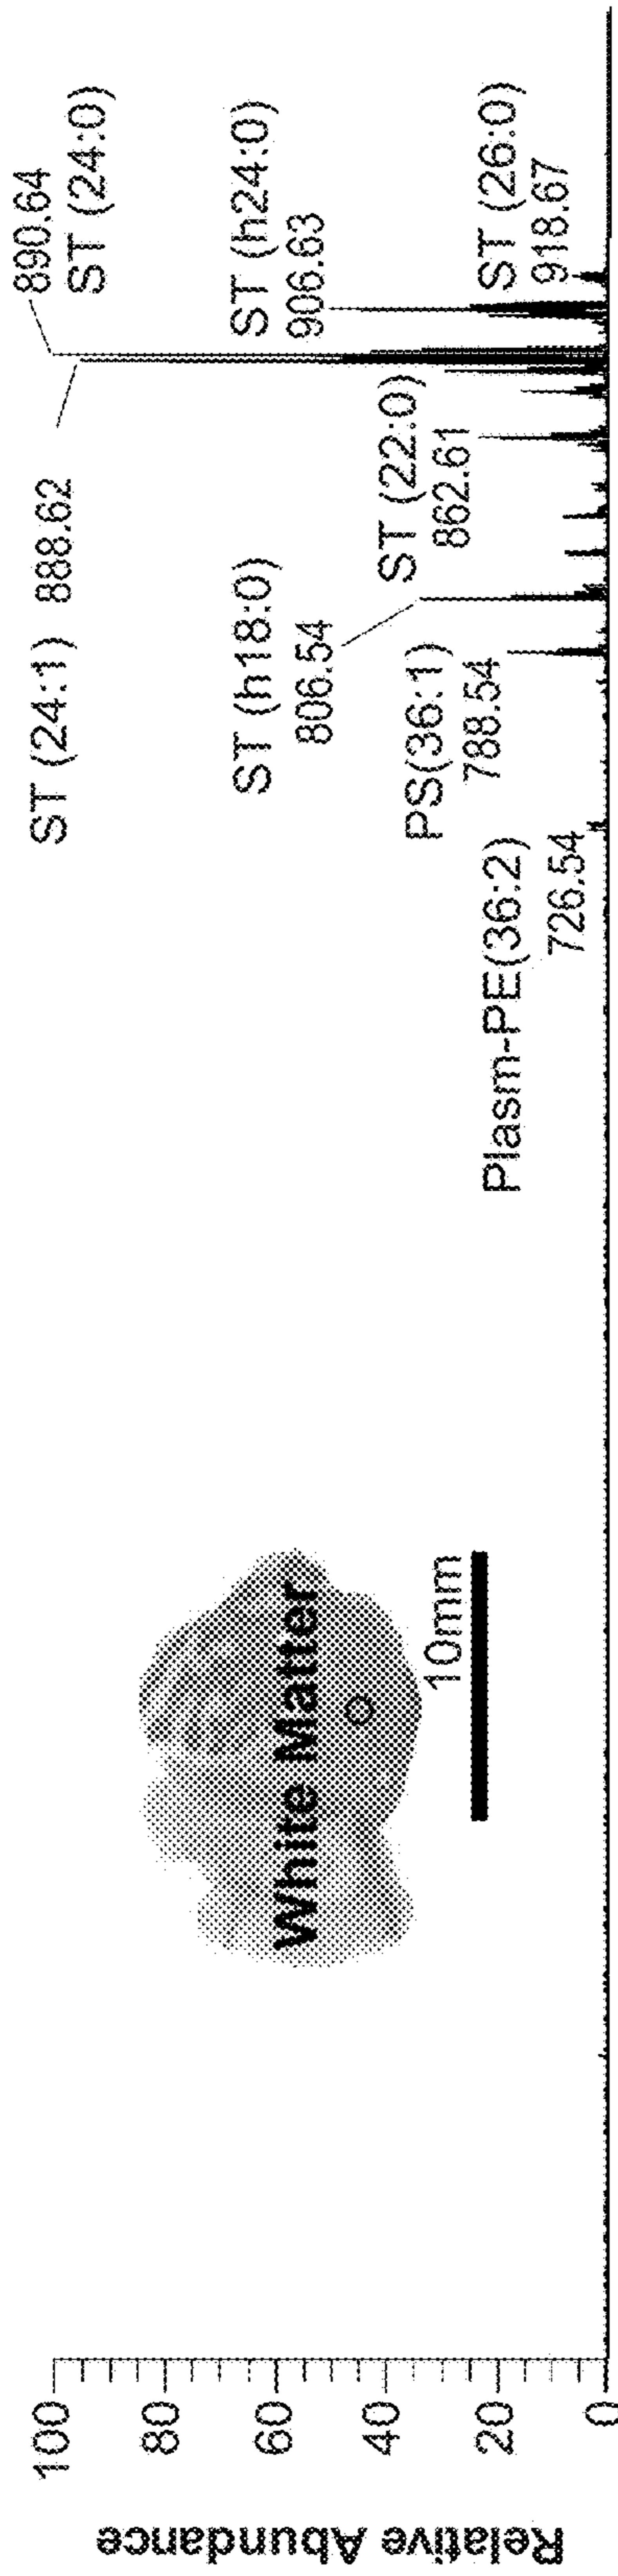 Relative Abundance
100
80
60
40
20
0
White Matter
10mm
Plasm-PE(36:2)
726.54
PS(36:1)
788.54
ST (h18:0)
806.54
ST (22:0)
862.61
ST (24:1) 888.62
890.64
ST (24:0)
ST (h24:0)
906.63
ST (26:0)
918.67